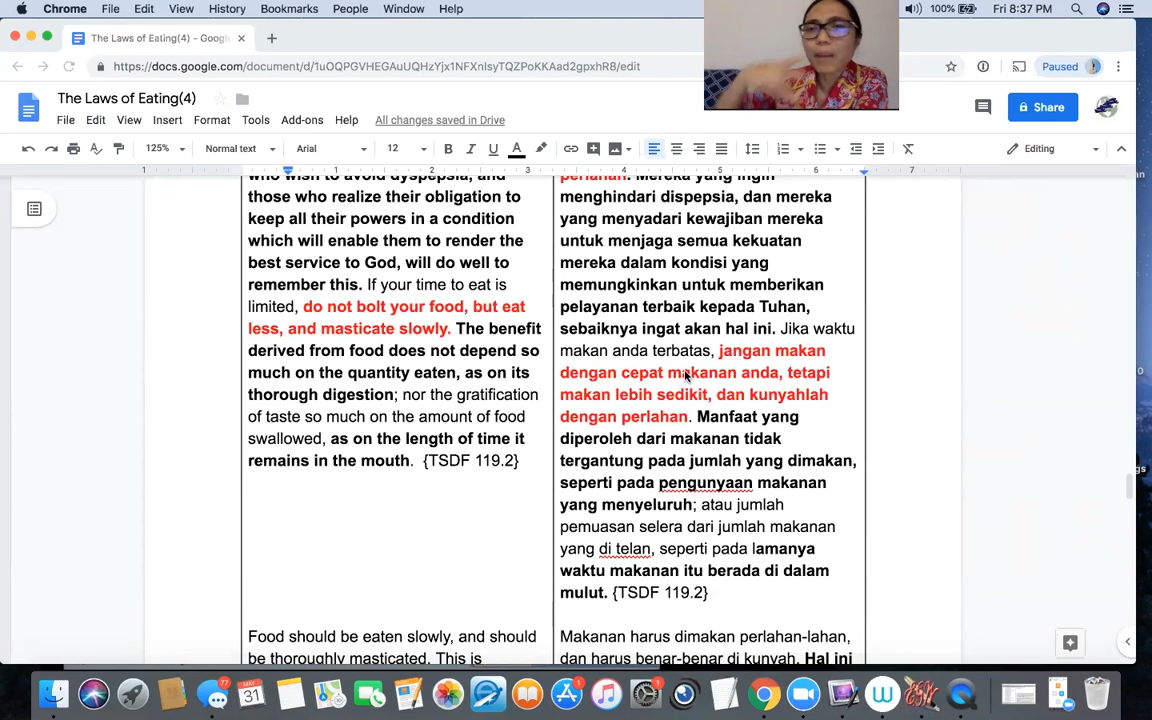 Chrome File Edit View History Bookmarks People Window Help 100% Fri 8:37 PM
The Laws of Eating(4) - Googl
https://docs.google.com/document/d/1uOQPGVHEGAuUQHzYjx1NFXnlsyTQZPoKKAad2gpxhR8/edit Paused
The Laws of Eating(4)
Share
File Edit View Insert Format Tools Add-ons Help All changes saved in Drive
125% Normal text Arial 12 B I U A Editing
1 1 2 3 4 5 6 7
who wish to avoid dyspepsia, and
those who realize their obligation to
keep all their powers in a condition
which will enable them to render the
best service to God, will do well to
remember this. If your time to eat is
limited, do not bolt your food, but eat
less, and masticate slowly. The benefit
derived from food does not depend so
much on the quantity eaten, as on its
thorough digestion; nor the gratification
of taste so much on the amount of food
swallowed, as on the length of time it
remains in the mouth. {TSDF 119.2}
Food should be eaten slowly, and should
be thoroughly masticated. This is
perlahan. Mereka yang ingin
menghindari dispepsia, dan mereka
yang menyadari kewajiban mereka
untuk menjaga semua kekuatan
mereka dalam kondisi yang
memungkinkan untuk memberikan
pelayanan terbaik kepada Tuhan,
sebaiknya ingat akan hal ini. Jika waktu
makan anda terbatas, jangan makan
dengan cepat makanan anda, tetapi
makan lebih sedikit, dan kunyahlah
dengan perlahan. Manfaat yang
diperoleh dari makanan tidak
tergantung pada jumlah yang dimakan,
seperti pada pengunyaan makanan
yang menyeluruh; atau jumlah
pemuasan selera dari jumlah makanan
yang di telan, seperti pada lamanya
waktu makanan itu berada di dalam
mulut. {TSDF 119.2}
Makanan harus dimakan perlahan-lahan,
dan harus benar-benar di kunyah. Hal ini
77
31
1
1